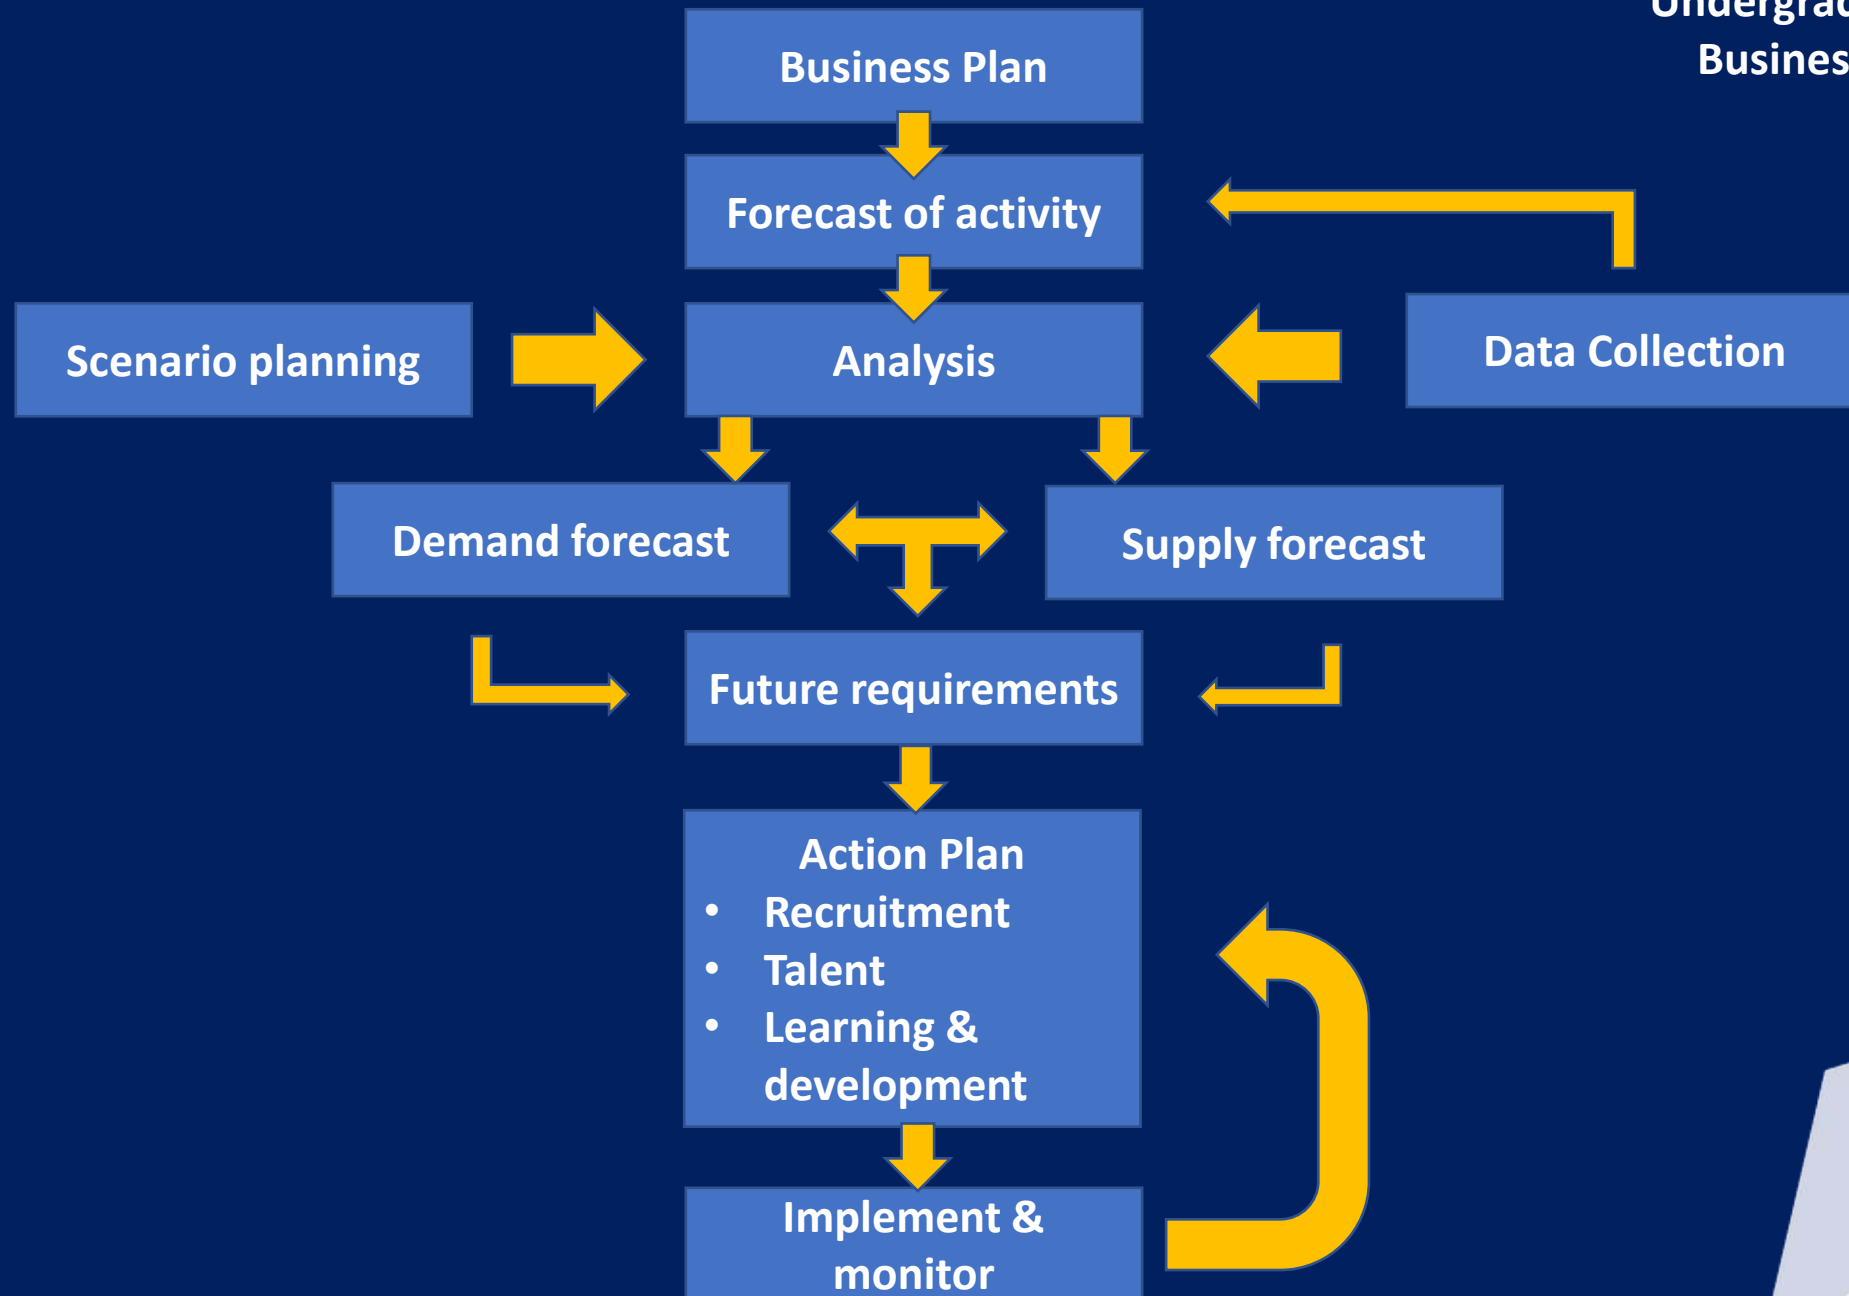 Business Plan
Forecast of activity
Scenario planning
Analysis
Data Collection
Demand forecast
Supply forecast
Future requirements
Action Plan
• Recruitment
• Talent
• Learning &
development
Implement &
monitor